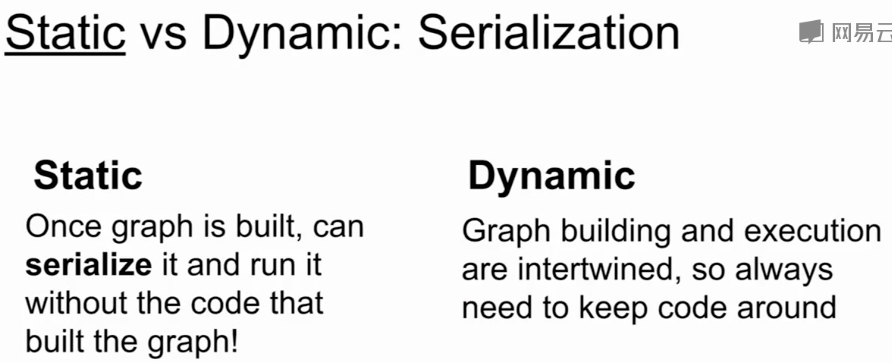 Static vs Dynamic: Serialization
网易云
Static
Once graph is built, can
serialize it and run it
without the code that
built the graph!
Dynamic
Graph building and execution
are intertwined, so always
need to keep code around